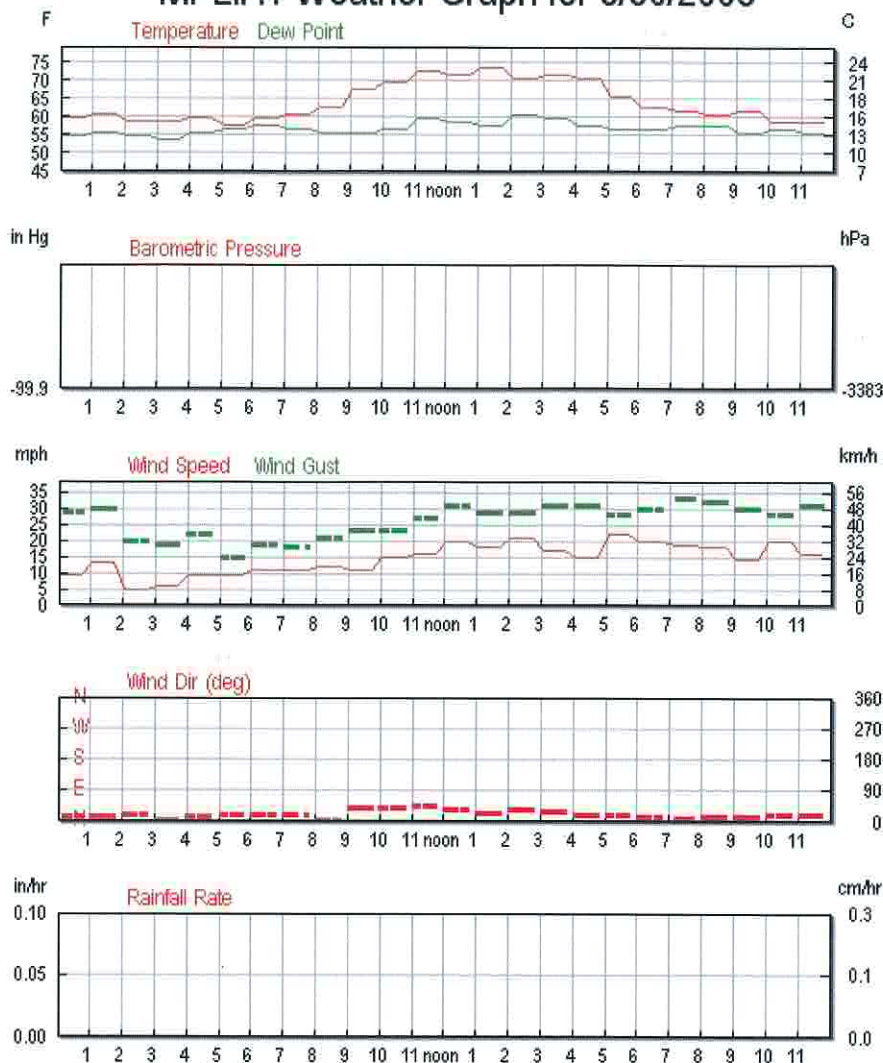 Weather Graph for
F C
Temperature Dew Point
75 24
70 21
65 18
60 16
55 13
50 10
45 7
1 2 3 4 5 6 7 8 9 10 11 noon 1 2 3 4 5 6 7 8 9 10 11
in Hg hPa
Barometric Pressure
-99.9 -3383
1 2 3 4 5 6 7 8 9 10 11 noon 1 2 3 4 5 6 7 8 9 10 11
mph km/h
Wind Speed Wind Gust
35 56
30 48
25 40
20 32
15 24
10 16
5 8
0 0
1 2 3 4 5 6 7 8 9 10 11 noon 1 2 3 4 5 6 7 8 9 10 11
Wind Dir (deg)
N 360
W 270
S 180
E 90
N 0
1 2 3 4 5 6 7 8 9 10 11 noon 1 2 3 4 5 6 7 8 9 10 11
in/hr cm/hr
Rainfall Rate
0.10 0.3
0.05 0.1
0.00 0.0
1 2 3 4 5 6 7 8 9 10 11 noon 1 2 3 4 5 6 7 8 9 10 11